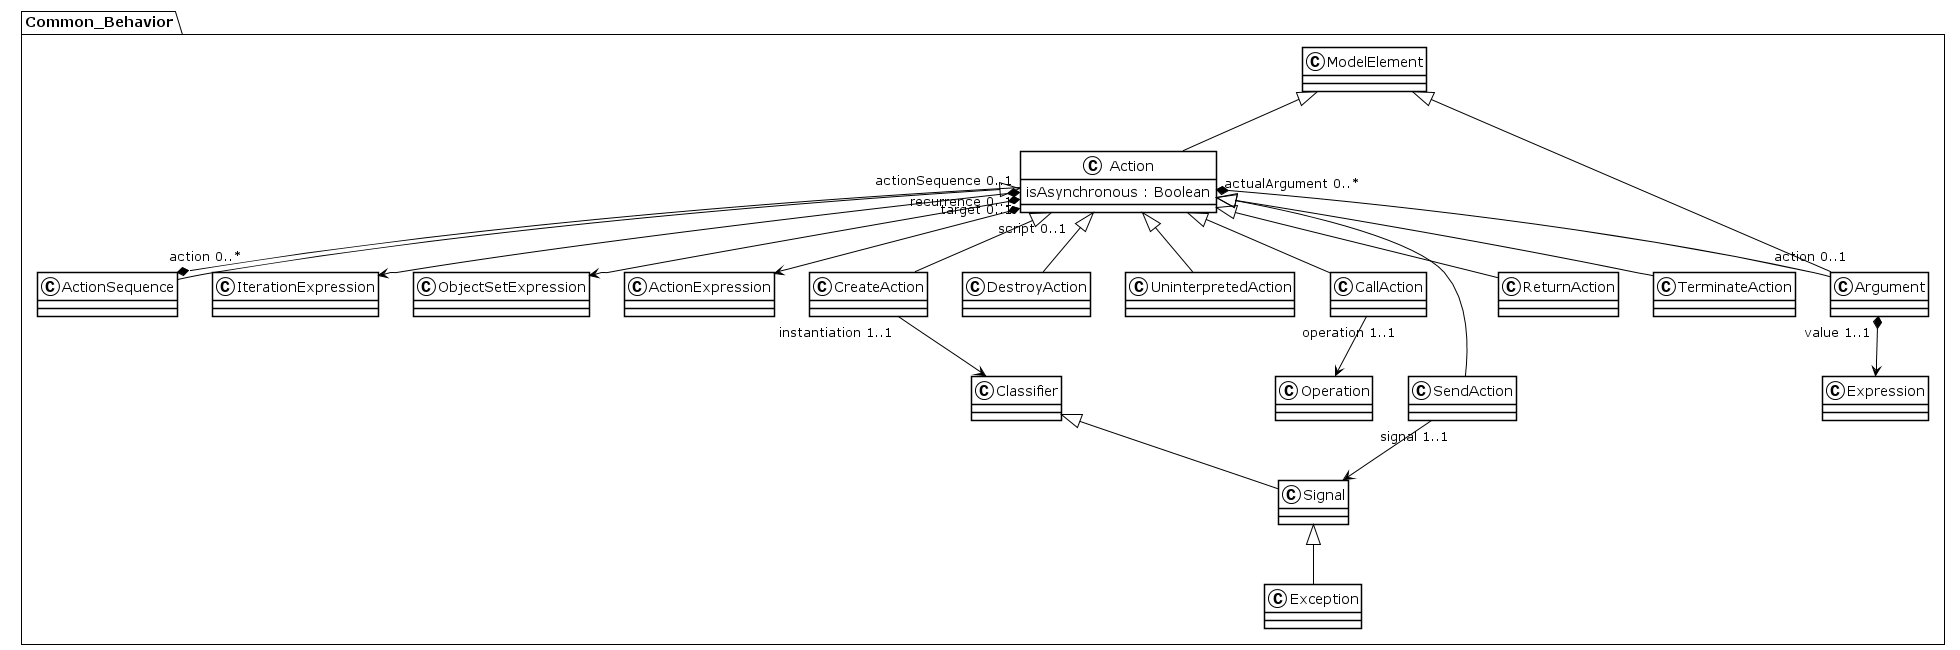 Common_Behavior
C ModelElement
C Action
isAsynchronous : Boolean
actionSequence 0..1
actualArgument 0..*
recurrence 0..1
target 0..1
script 0..1
action 0..*
action 0..1
C ActionSequence
C IterationExpression
C ObjectSetExpression
C ActionExpression
C CreateAction
C DestroyAction
C UninterpretedAction
C CallAction
C ReturnAction
C TerminateAction
C Argument
instantiation 1..1
operation 1..1
value 1..1
C Classifier
C Operation
C SendAction
C Expression
signal 1..1
C Signal
C Exception